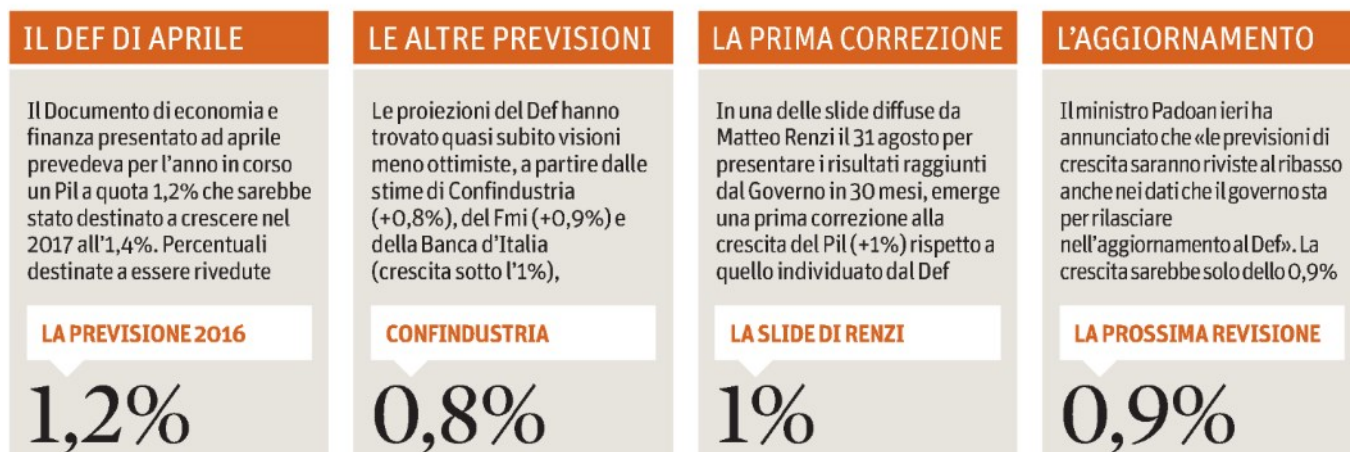 IL DEF DI APRILE
Il Documento di economia e
finanza presentato ad aprile
prevedeva per l'anno in corso
un Pil a quota 1,2% che sarebbe
stato destinato a crescere nel
2017 all'1,4%. Percentuali
destinate a essere rivedute
LA PREVISIONE 2016
1,2%
LE ALTRE PREVISIONI
Le proiezioni del Def hanno
trovato quasi subito visioni
meno ottimiste, a partire dalle
stime di Confindustria
(+0,8%), del Fmi (+0,9%) e
della Banca d'Italia
(crescita sotto l'1%),
CONFINDUSTRIA
0,8%
LA PRIMA CORREZIONE
In una delle slide diffuse da
Matteo Renzi il 31 agosto per
presentare i risultati raggiunti
dal Governo in 30 mesi, emerge
una prima correzione alla
crescita del Pil (+1%) rispetto a
quello individuato dal Def
LA SLIDE DI RENZI
1%
L'AGGIORNAMENTO
Il ministro Padoan ieri ha
annunciato che «le previsioni di
crescita saranno riviste al ribasso
anche nei dati che il governo sta
per rilasciare
nell'aggiornamento al Def». La
crescita sarebbe solo dello 0,9%
LA PROSSIMA REVISIONE
0,9%